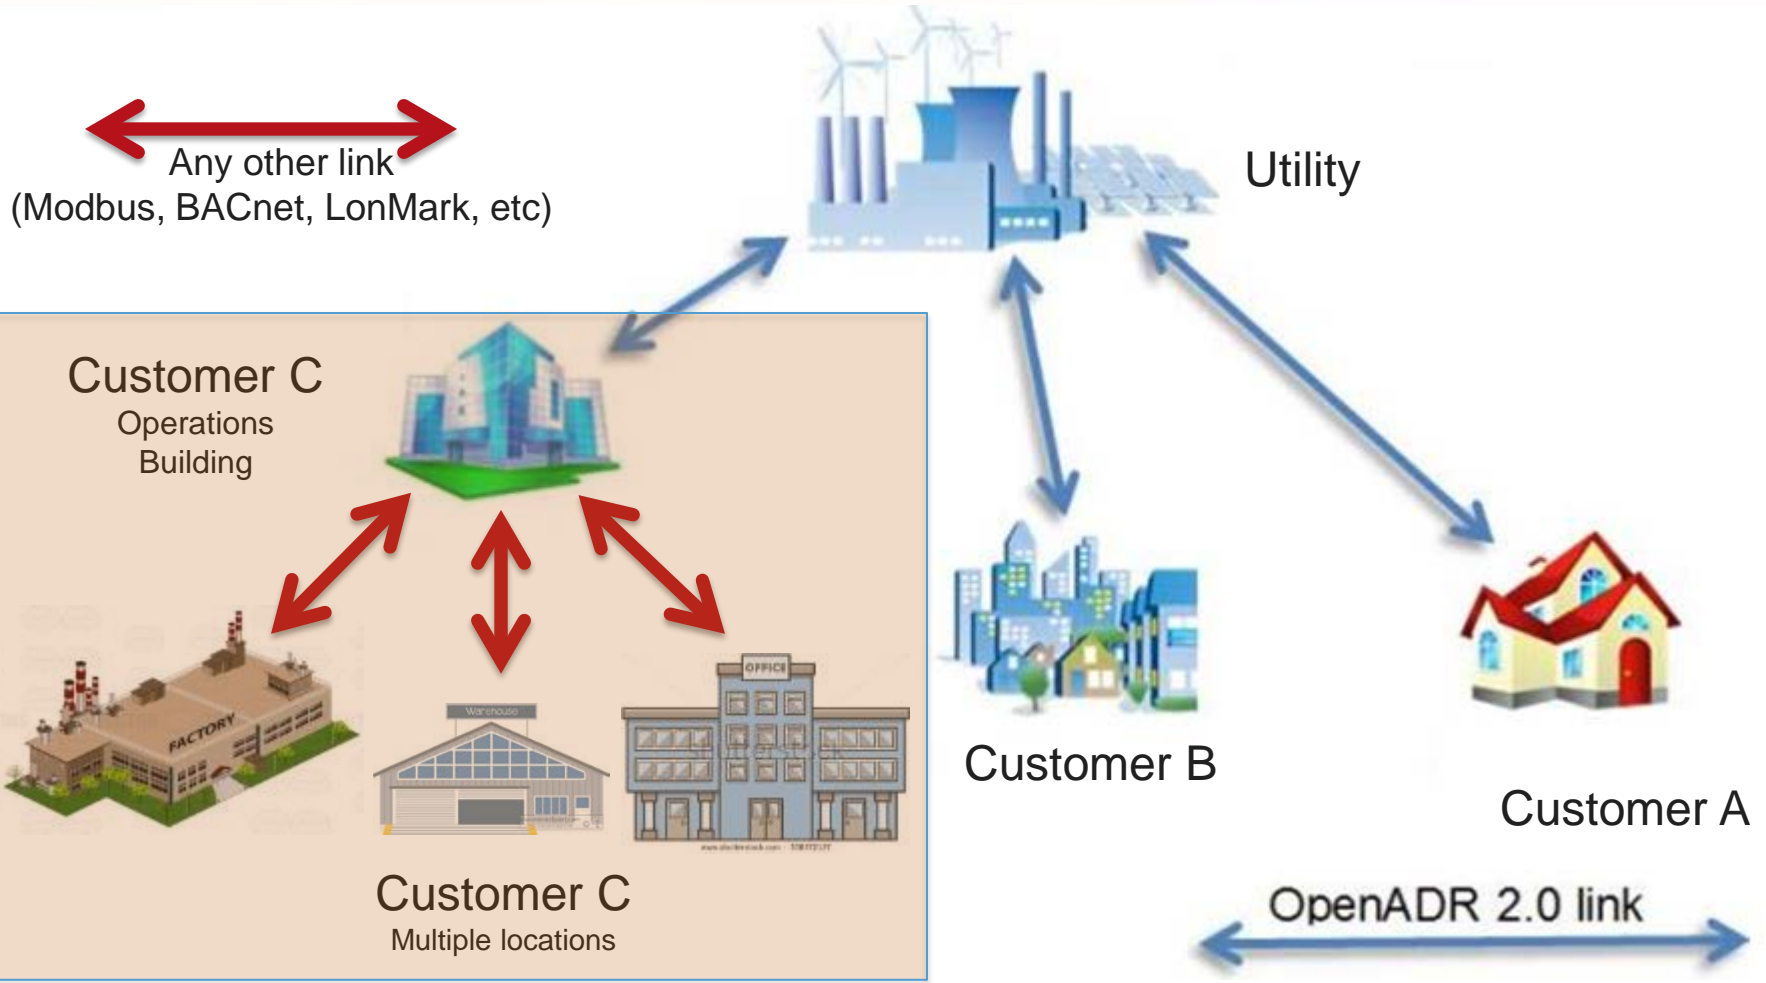 Any other link
(Modbus, BACnet, LonMark, etc)
Utility
Customer C
Operations
Building
FACTORY
Warehouse
OFFICE
Customer C
Multiple locations
Customer B
Customer A
OpenADR 2.0 link